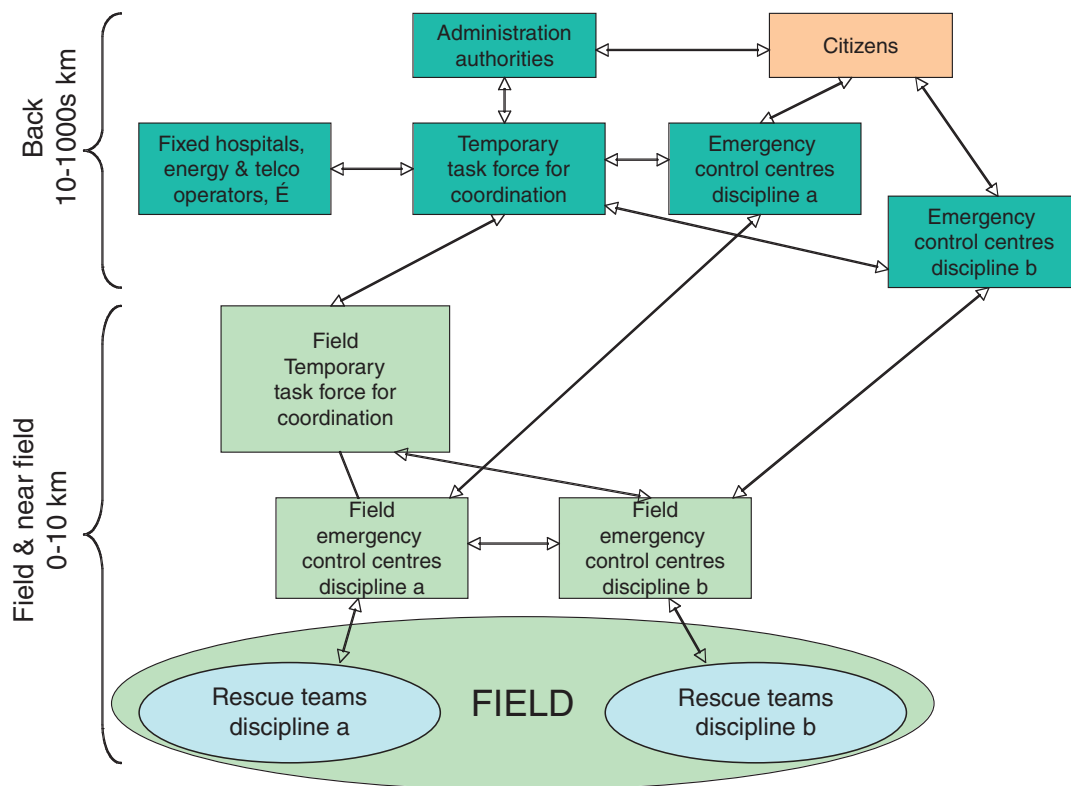 Back
10-1000s km
Administration
authorities
Citizens
Fixed hospitals,
energy & telco
operators, É
Temporary
task force for
coordination
Emergency
control centres
discipline a
Emergency
control centres
discipline b
Field & near field
0-10 km
Field
Temporary
task force for
coordination
Field
emergency
control centres
discipline a
Field
emergency
control centres
discipline b
Rescue teams
discipline a
FIELD
Rescue teams
discipline b